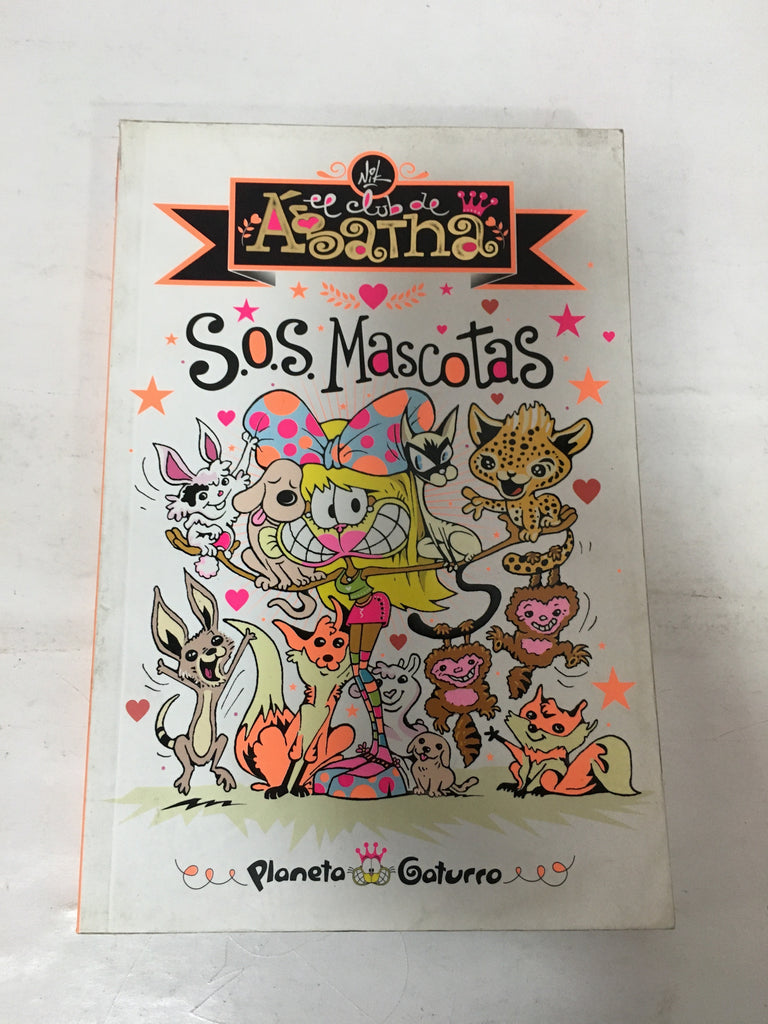 Nik
el club de
Ágatha
S.O.S. Mascotas
Planeta Gaturro